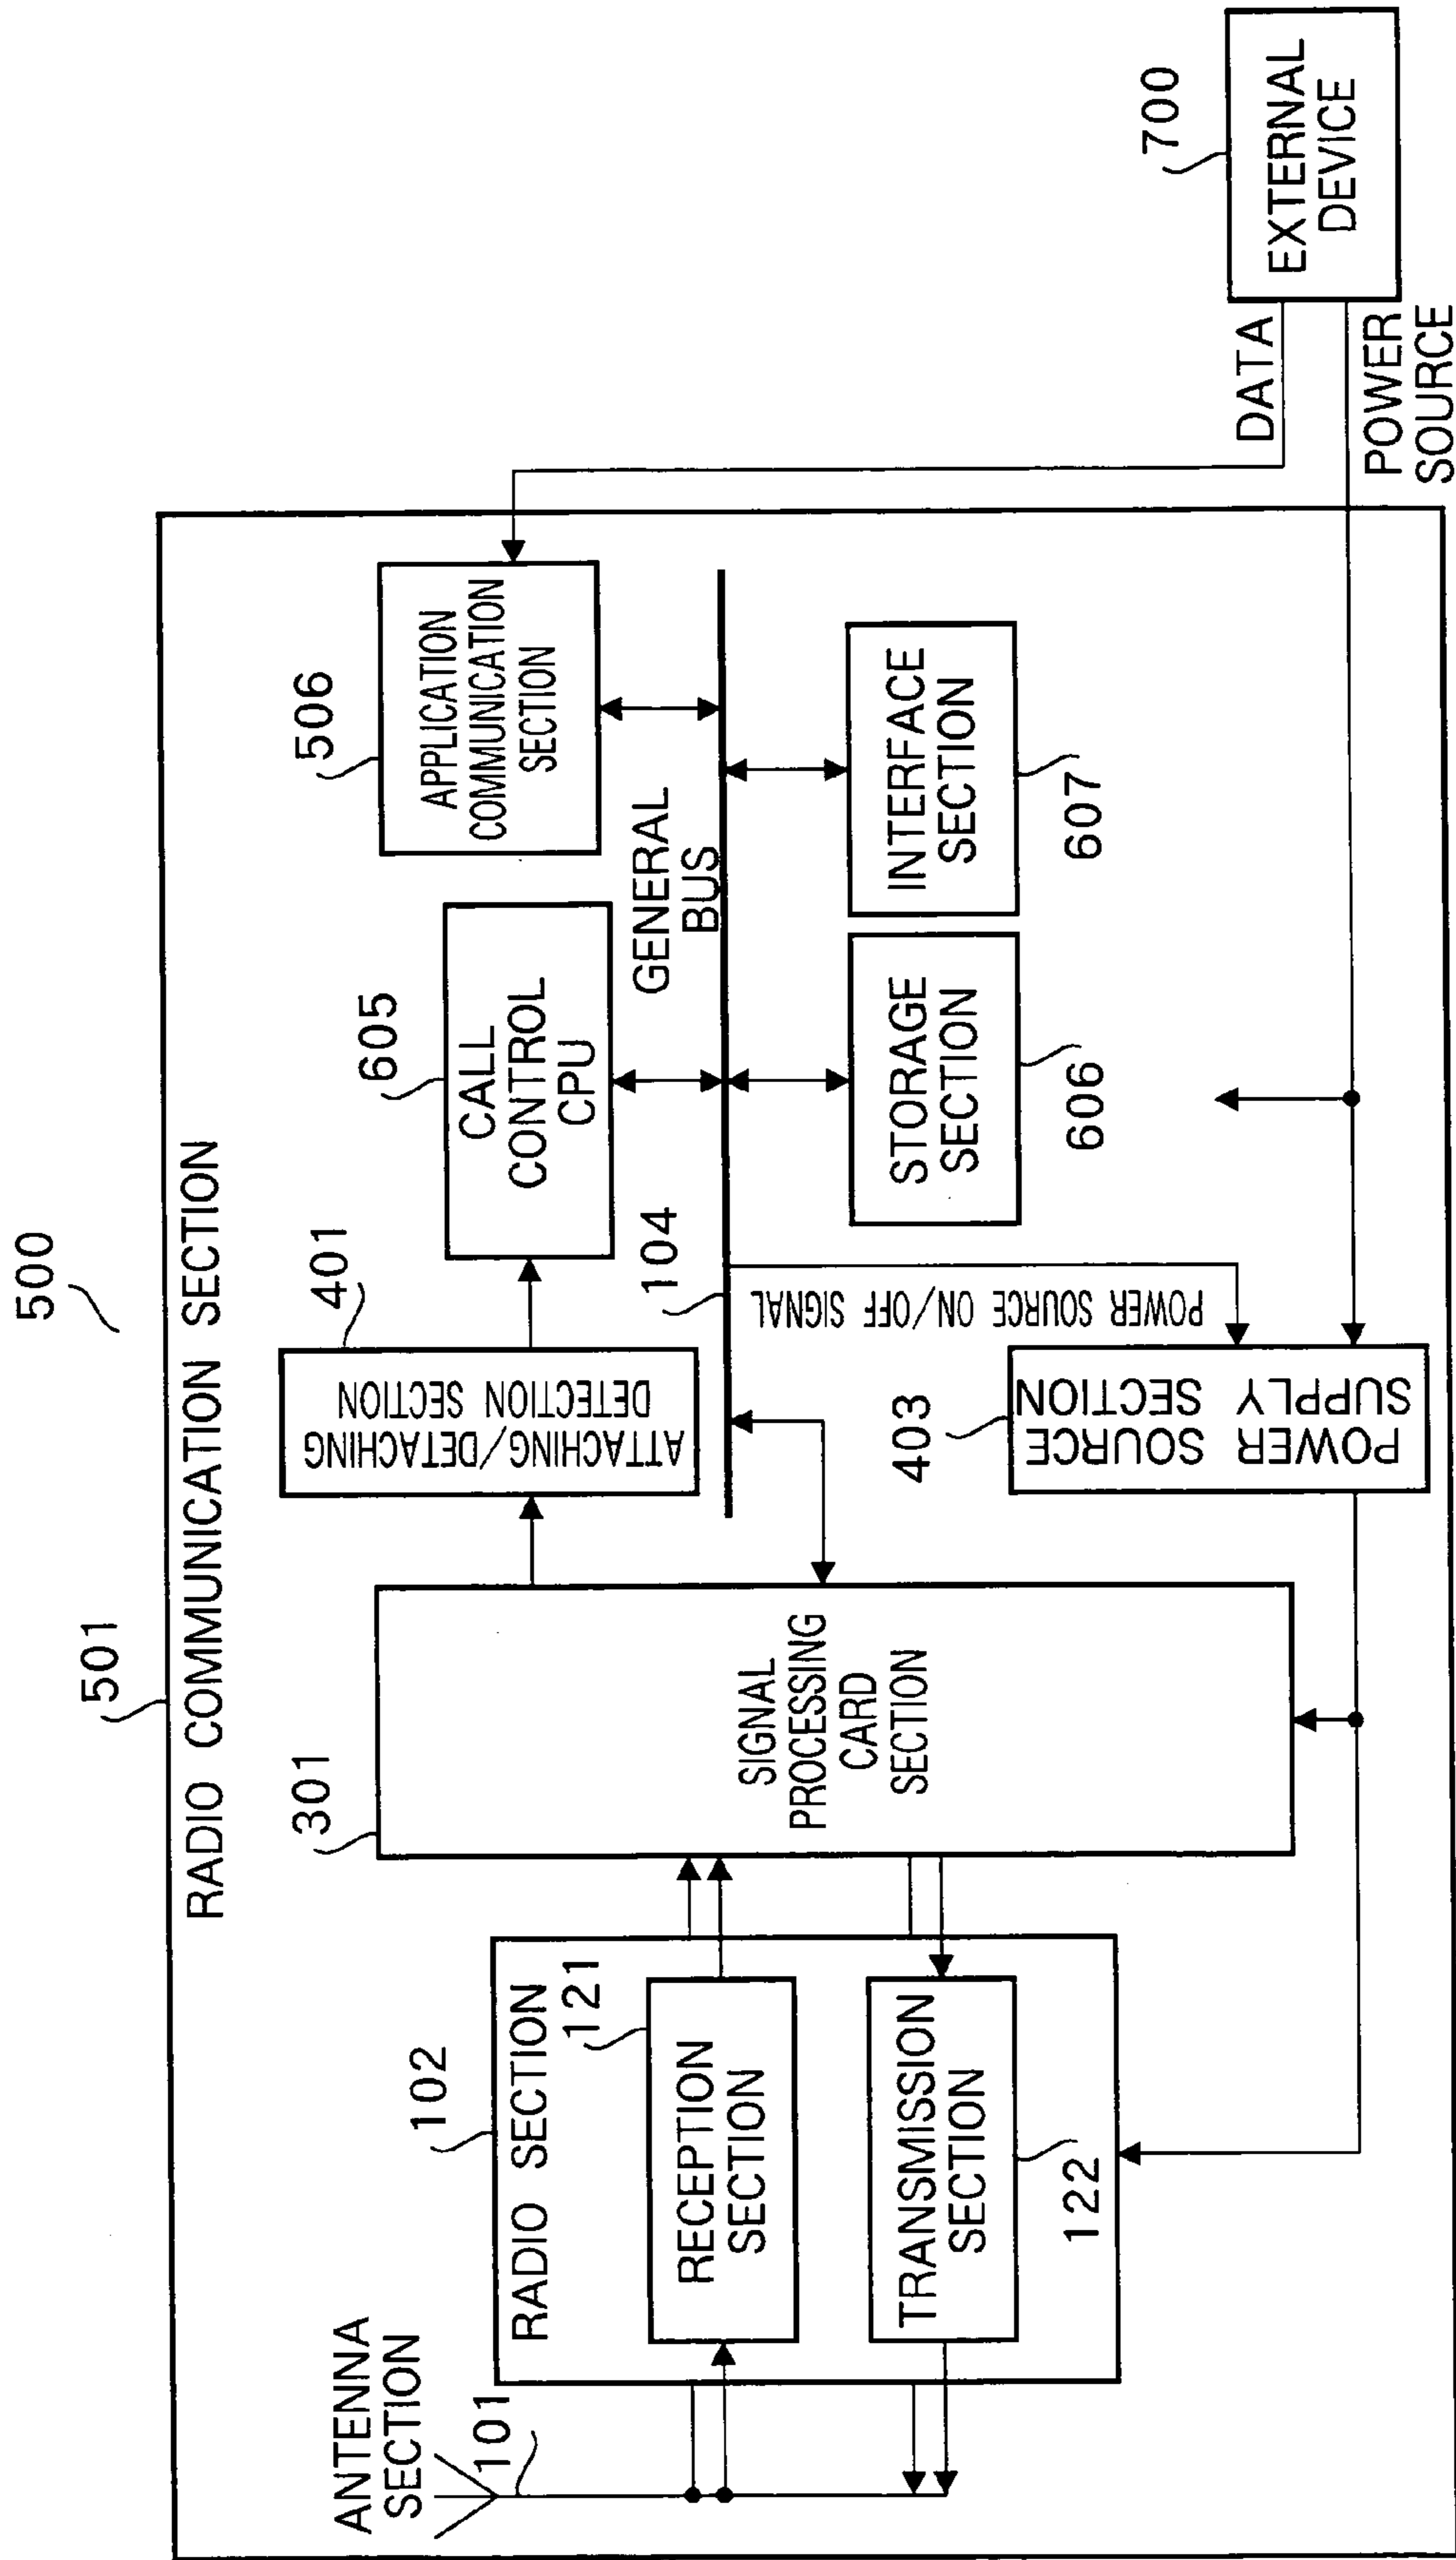 500
501
RADIO COMMUNICATION SECTION
ANTENNA
SECTION
101
102
RADIO SECTION
121
RECEPTION
SECTION
TRANSMISSION
SECTION
122
301
SIGNAL
PROCESSING
CARD
SECTION
401
ATTACHING/DETACHING
DETECTION SECTION
605
CALL
CONTROL
CPU
506
APPLICATION
COMMUNICATION
SECTION
GENERAL
BUS
104
POWER SOURCE ON/OFF SIGNAL
STORAGE
SECTION
606
INTERFACE
SECTION
607
403
POWER SOURCE
SUPPLY SECTION
700
EXTERNAL
DEVICE
DATA
POWER
SOURCE